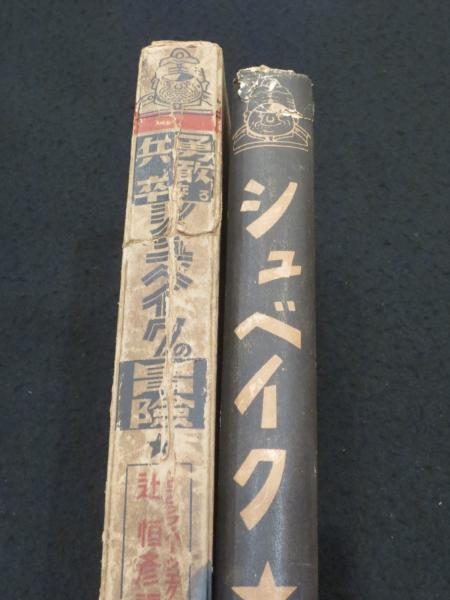 勇敢なる
兵卒
シュベイクの
冒険
辻恒彦
シュベイク
★